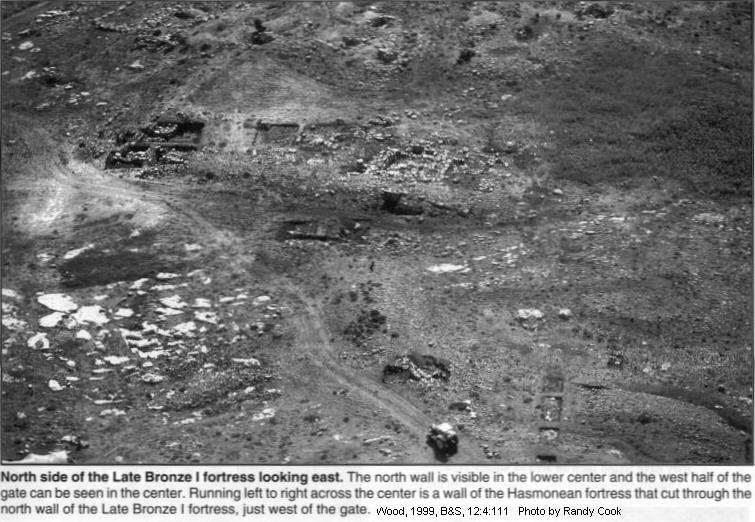 North side of the Late Bronze I fortress looking east. The north wall is visible in the lower center and the west half of the
gate can be seen in the center. Running left to right across the center is a wall of the Hasmonean fortress that cut through the
north wall of the Late Bronze I fortress, just west of the gate. Wood, 1999, B&S, 12:4:111 Photo by Randy Cook